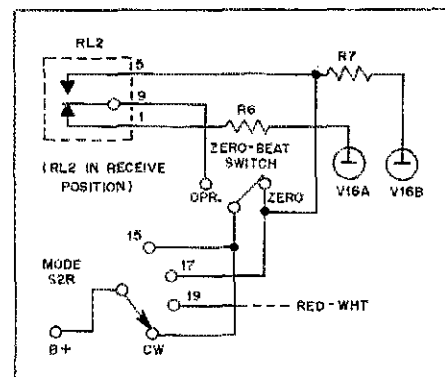 RL2
5
R7
9
1
R6
(RL2 IN RECEIVE
POSITION)
ZERO-BEAT
SWITCH
V16A
V16B
OPR.
ZERO
15
MODE
S2R
17
19
RED-WHT
B+
CW